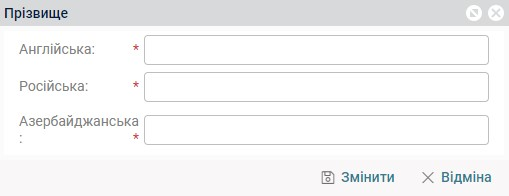 Прізвище
Англійська: *
Російська: *
Азербайджанська
: *
Змінити Відміна